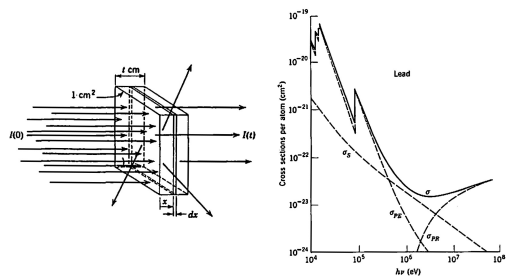 t cm
1 cm²
I(0)
I(t)
x
dx
Cross sections per atom (cm²)
10⁻¹⁹
10⁻²⁰
10⁻²¹
10⁻²²
10⁻²³
10⁻²⁴
Lead
σ_S
σ
σ_PE
σ_PR
10⁴ 10⁵ 10⁶ 10⁷ 10⁸
hν (eV)